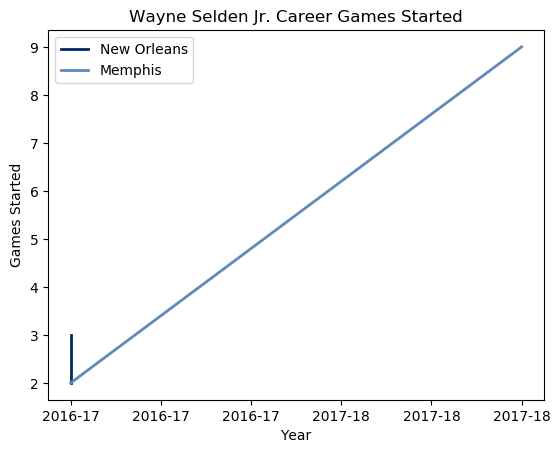 Wayne Selden Jr. Career Games Started
New Orleans
Memphis
9
8
7
6
5
4
3
2
Games Started
2016-17
2016-17
2016-17
2017-18
2017-18
2017-18
Year